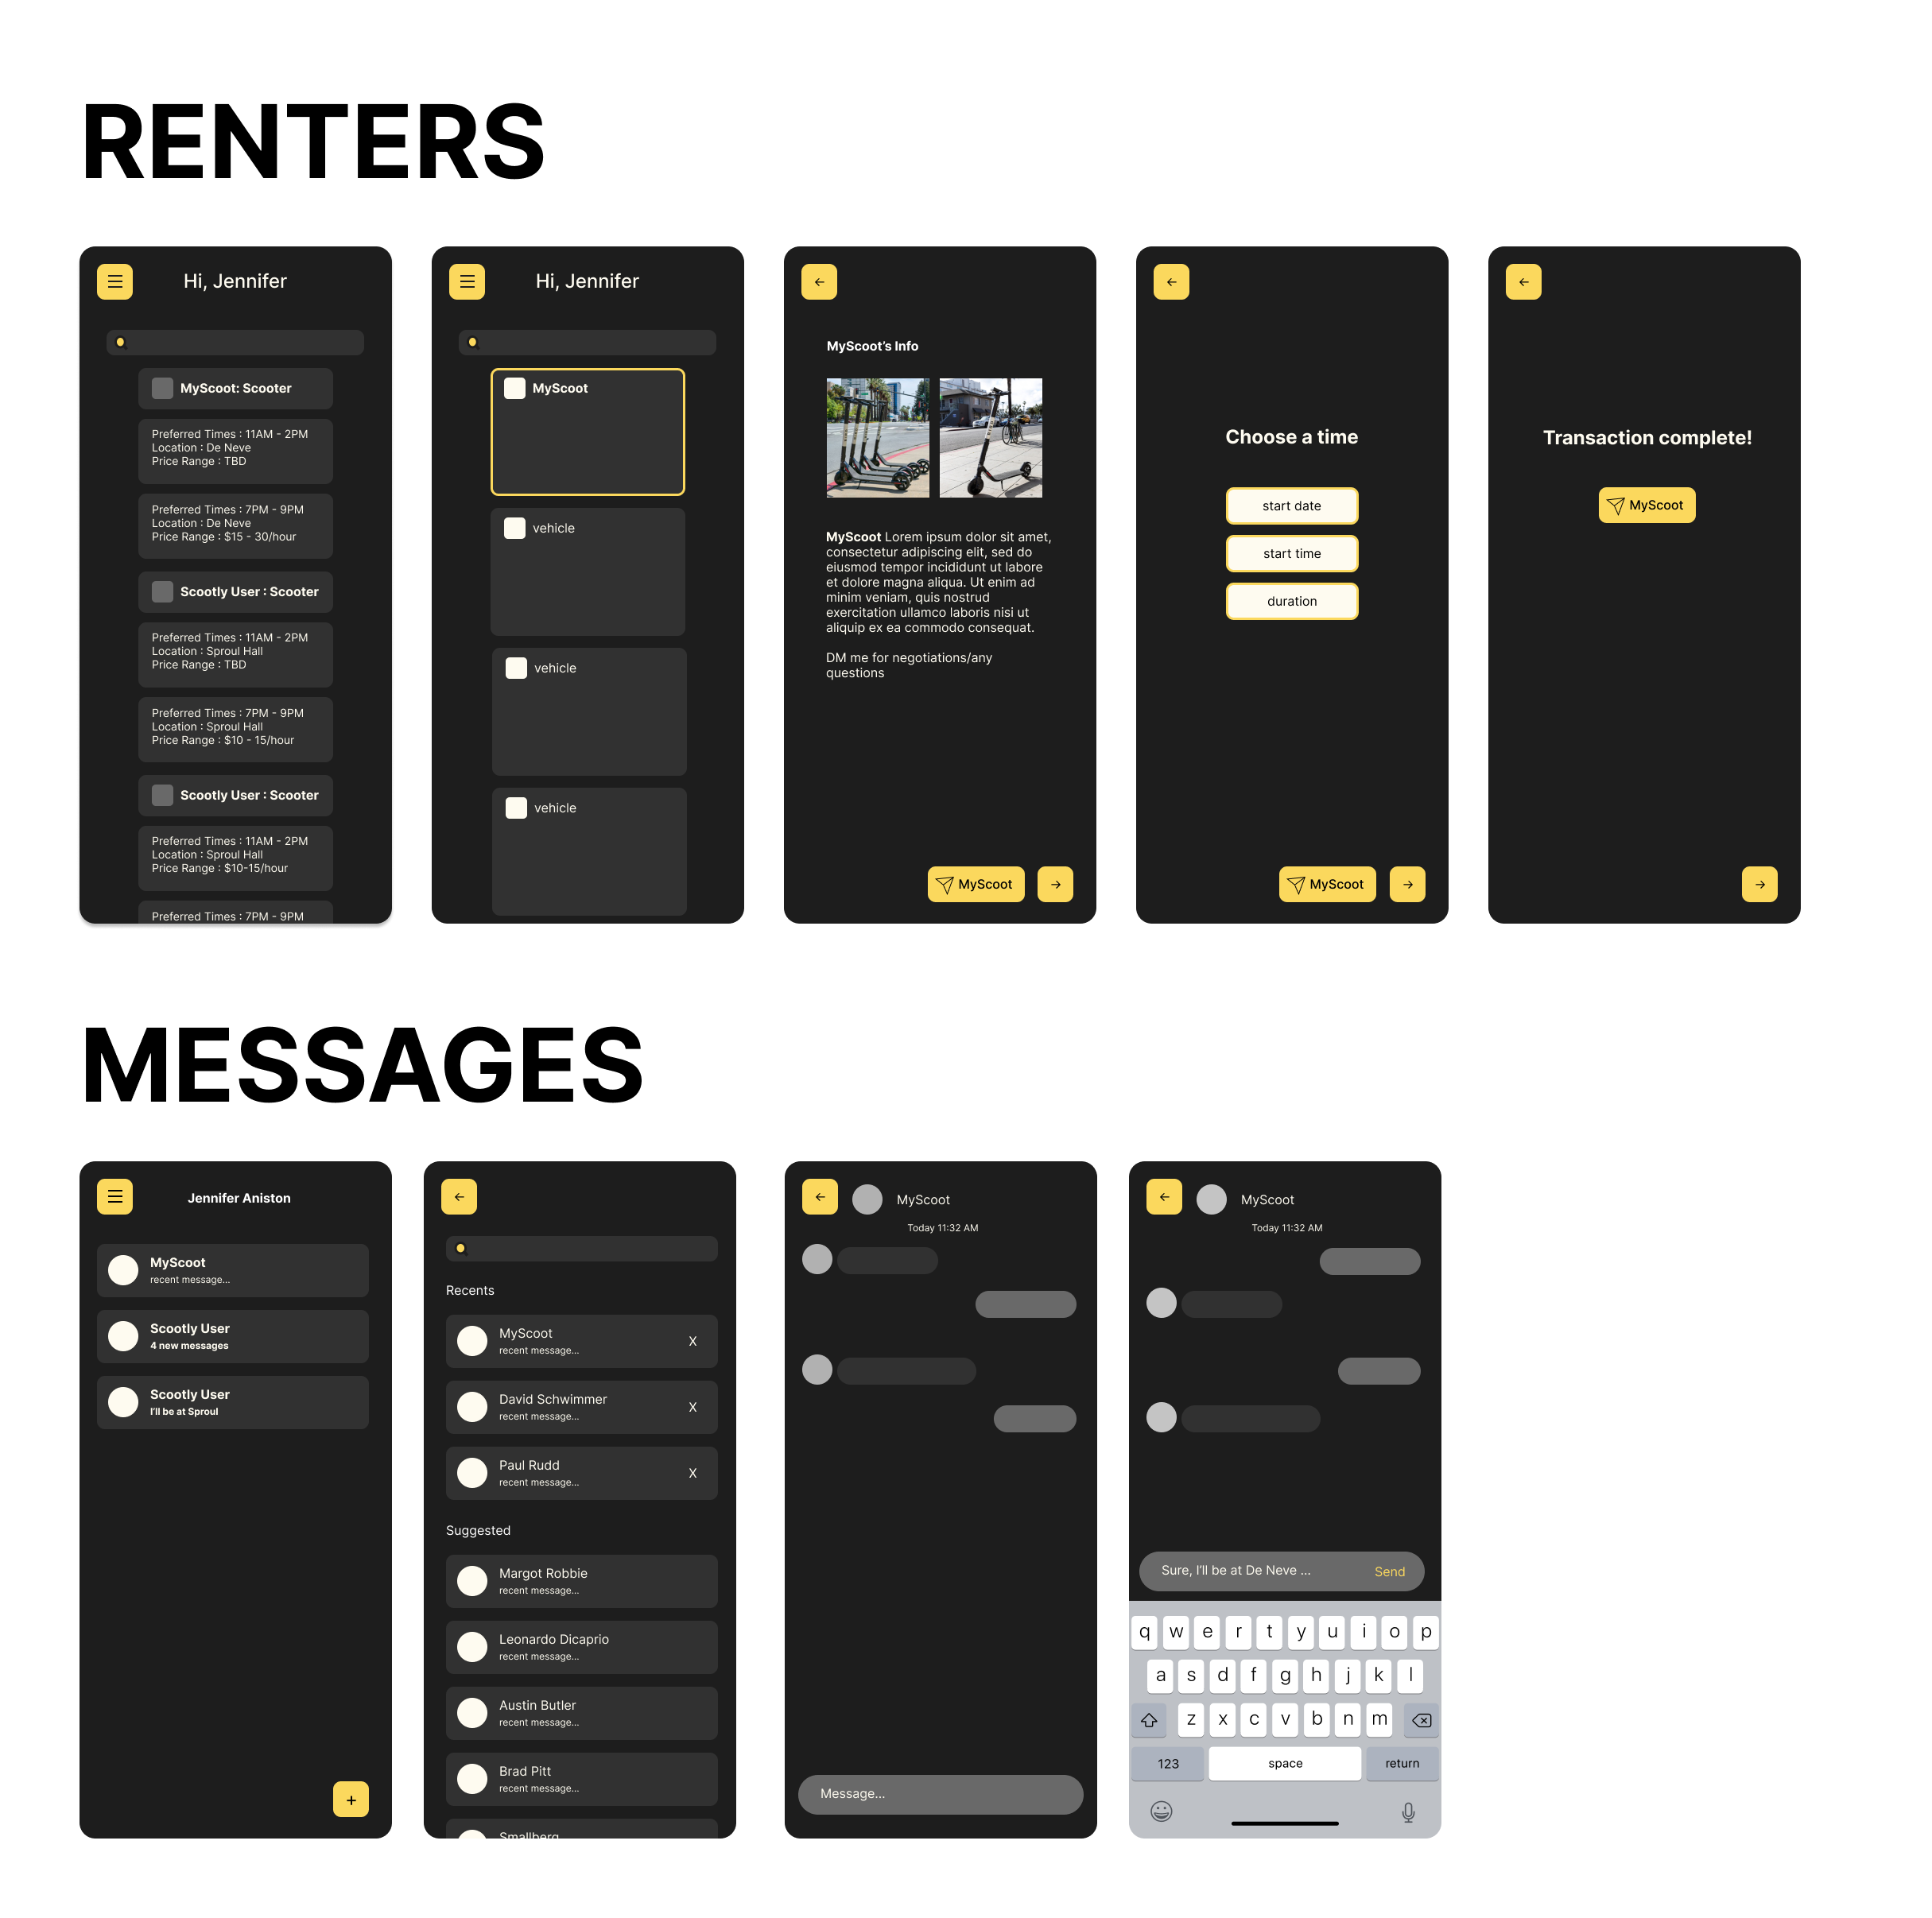 RENTERS
Hi, Jennifer
MyScoot: Scooter
Preferred Times : 11AM - 2PM
Location : De Neve
Price Range : TBD
Preferred Times : 7PM - 9PM
Location : De Neve
Price Range : $15 - 30/hour
Scootly User : Scooter
Preferred Times : 11AM - 2PM
Location : Sproul Hall
Price Range : TBD
Preferred Times : 7PM - 9PM
Location : Sproul Hall
Price Range : $10 - 15/hour
Scootly User : Scooter
Preferred Times : 11AM - 2PM
Location : Sproul Hall
Price Range : $10-15/hour
Preferred Times : 7PM - 9PM
Hi, Jennifer
MyScoot
vehicle
vehicle
vehicle
MyScoot’s Info
MyScoot Lorem ipsum dolor sit amet,
consectetur adipiscing elit, sed do
eiusmod tempor incididunt ut labore
et dolore magna aliqua. Ut enim ad
minim veniam, quis nostrud
exercitation ullamco laboris nisi ut
aliquip ex ea commodo consequat.
DM me for negotiations/any
questions
MyScoot
Choose a time
start date
start time
duration
MyScoot
Transaction complete!
MyScoot
MESSAGES
Jennifer Aniston
MyScoot
recent message...
Scootly User
4 new messages
Scootly User
I’ll be at Sproul
+
Recents
MyScoot
recent message...
X
David Schwimmer
recent message...
X
Paul Rudd
recent message...
X
Suggested
Margot Robbie
recent message...
Leonardo Dicaprio
recent message...
Austin Butler
recent message...
Brad Pitt
recent message...
Smallberg
MyScoot
Today 11:32 AM
Message...
MyScoot
Today 11:32 AM
Sure, I’ll be at De Neve ...
Send
q w e r t y u i o p
a s d f g h j k l
z x c v b n m
123 space return